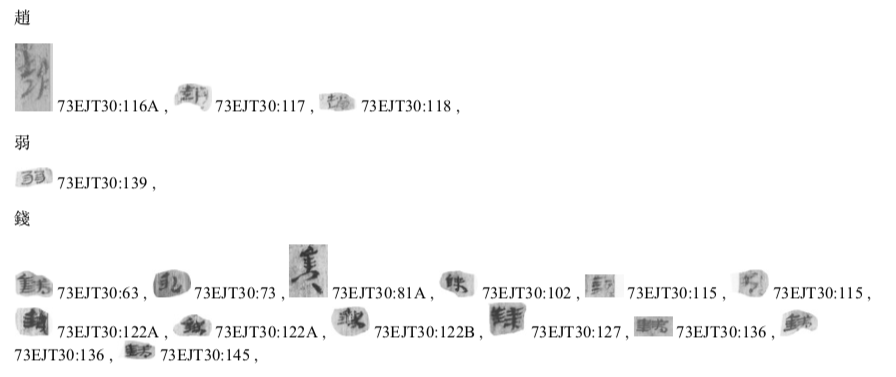 趙
73EJT30:116A , 73EJT30:117 , 73EJT30:118 ,
弱
73EJT30:139 ,
錢
73EJT30:63 , 73EJT30:73 , 73EJT30:81A , 73EJT30:102 , 73EJT30:115 , 73EJT30:115 ,
73EJT30:122A , 73EJT30:122A , 73EJT30:122B , 73EJT30:127 , 73EJT30:136 ,
73EJT30:136 , 73EJT30:145 ,